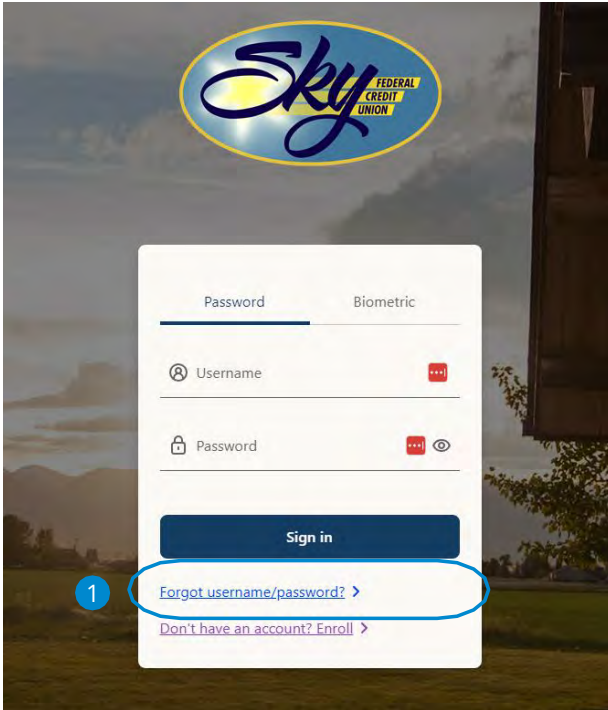 Sky
FEDERAL
CREDIT
UNION
Password Biometric
Username
Password
Sign in
1 Forgot username/password? >
Don't have an account? Enroll >